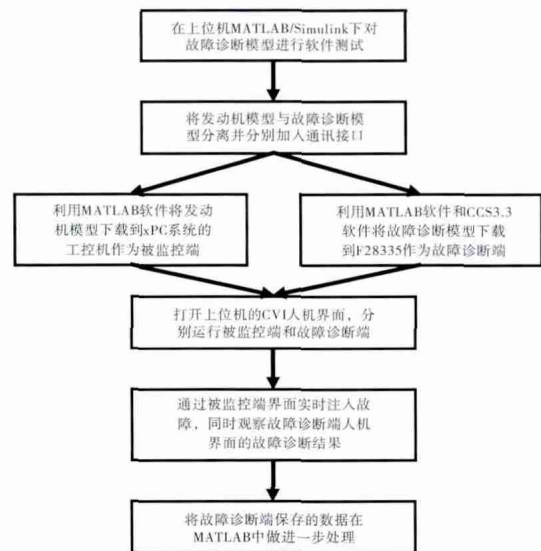 在上位机MATLAB/Simulink下对
故障诊断模型进行软件测试
将发动机模型与故障诊断模
型分离并分别加入通讯接口
利用MATLAB软件将发动
机模型下载到xPC系统的
工控机作为被监控端
利用MATLAB软件和CCS3.3
软件将故障诊断模型下载
到F28335作为故障诊断端
打开上位机的CVI人机界面，分
别运行被监控端和故障诊断端
通过被监控端界面实时注入故
障，同时观察故障诊断端人机
界面的故障诊断结果
将故障诊断端保存的数据在
MATLAB中做进一步处理